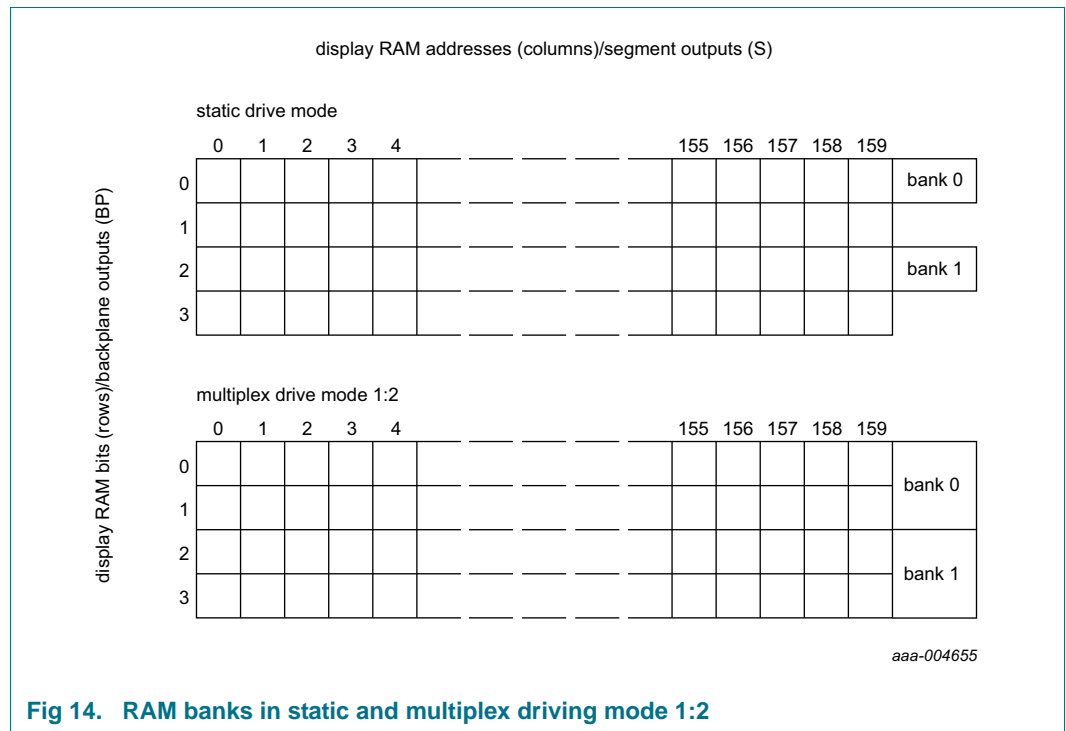 display RAM addresses (columns)/segment outputs (S)
static drive mode
0 1 2 3 4 155 156 157 158 159
display RAM bits (rows)/backplane outputs (BP)
0 bank 0
1
2 bank 1
3
multiplex drive mode 1:2
0 1 2 3 4 155 156 157 158 159
0
bank 0
1
2
bank 1
3
aaa-004655
Fig 14. RAM banks in static and multiplex driving mode 1:2